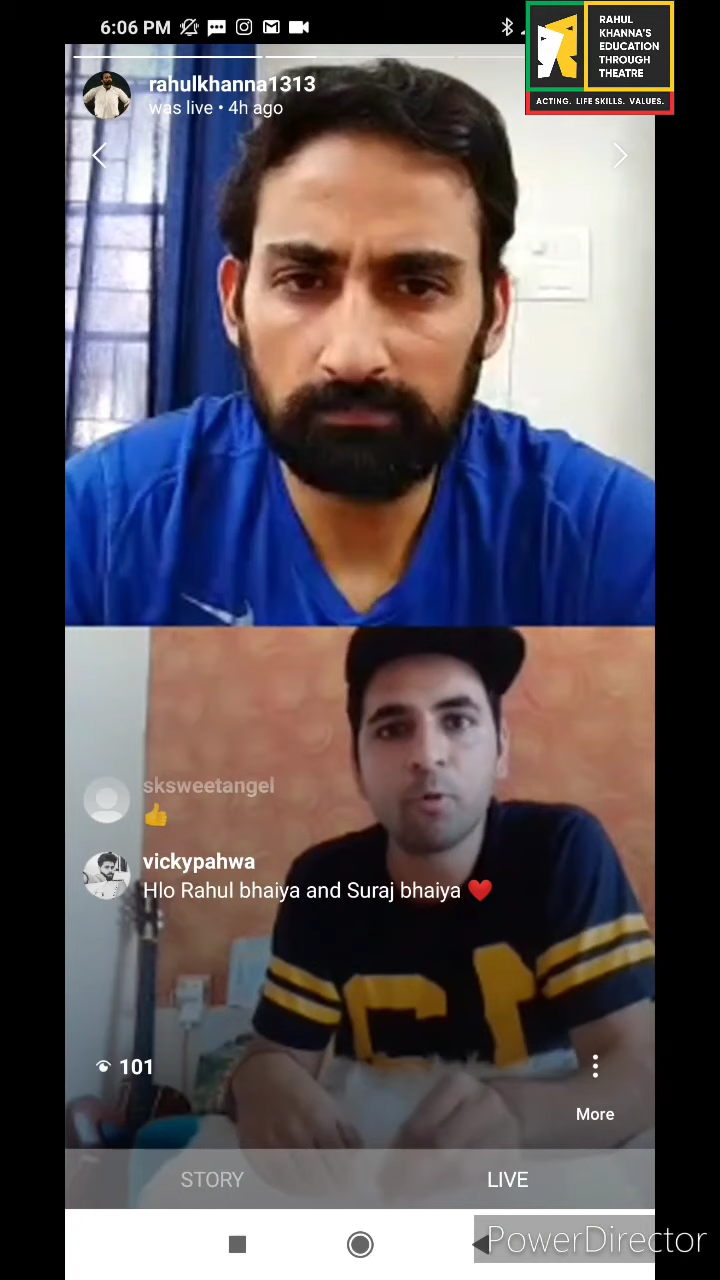 6:06 PM
RAHUL
KHANNA'S
EDUCATION
THROUGH
THEATRE
ACTING. LIFE SKILLS. VALUES.
rahulkhanna1313
was live • 4h ago
sksweetangel
👍
vickypahwa
Hlo Rahul bhaiya and Suraj bhaiya ❤️
101
More
STORY
LIVE
PowerDirector